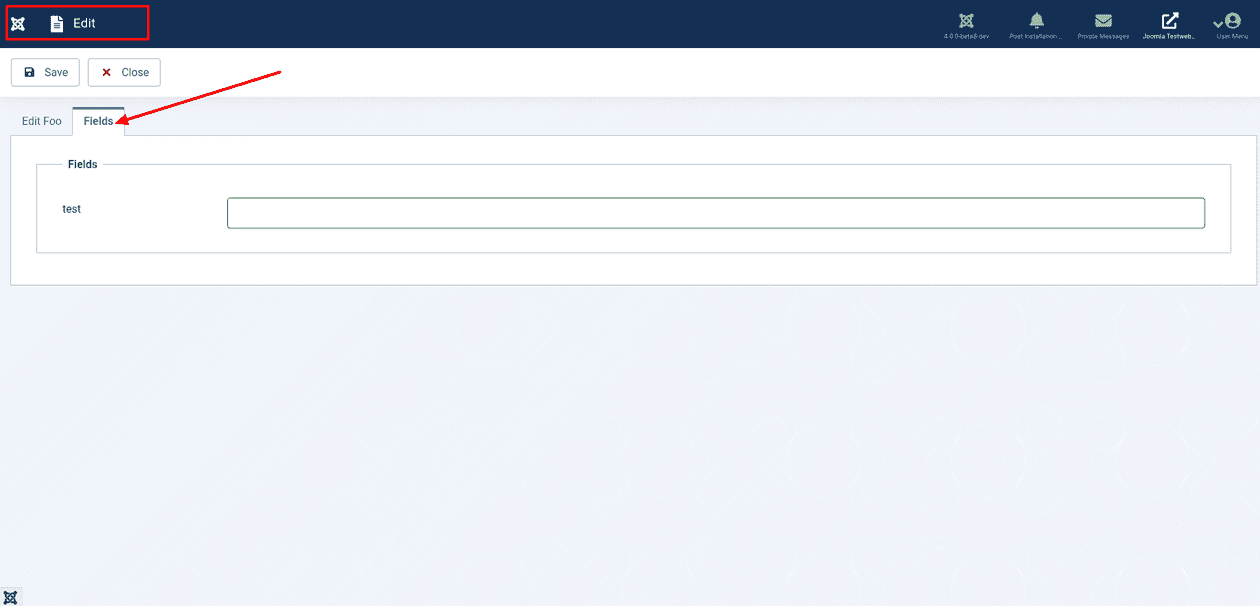 Edit
4.0.0-beta8-dev
Post Installation ...
Private Messages
Joomla Testweb...
User Menu
Save
Close
Edit Foo
Fields
Fields
test